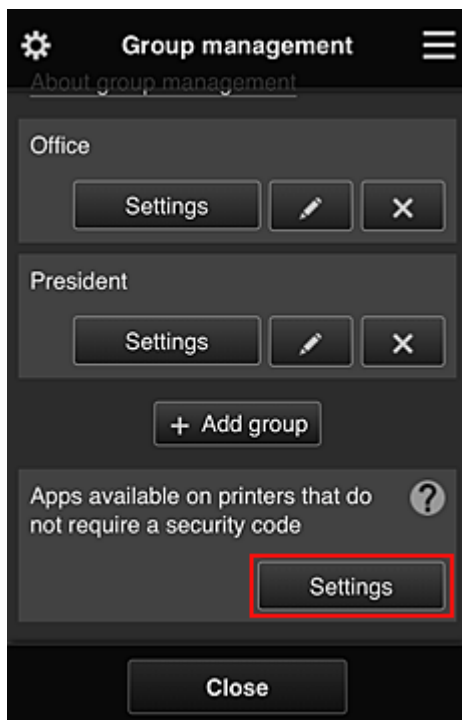 Group management
About group management
Office
Settings
President
Settings
+ Add group
Apps available on printers that do
not require a security code
?
Settings
Close